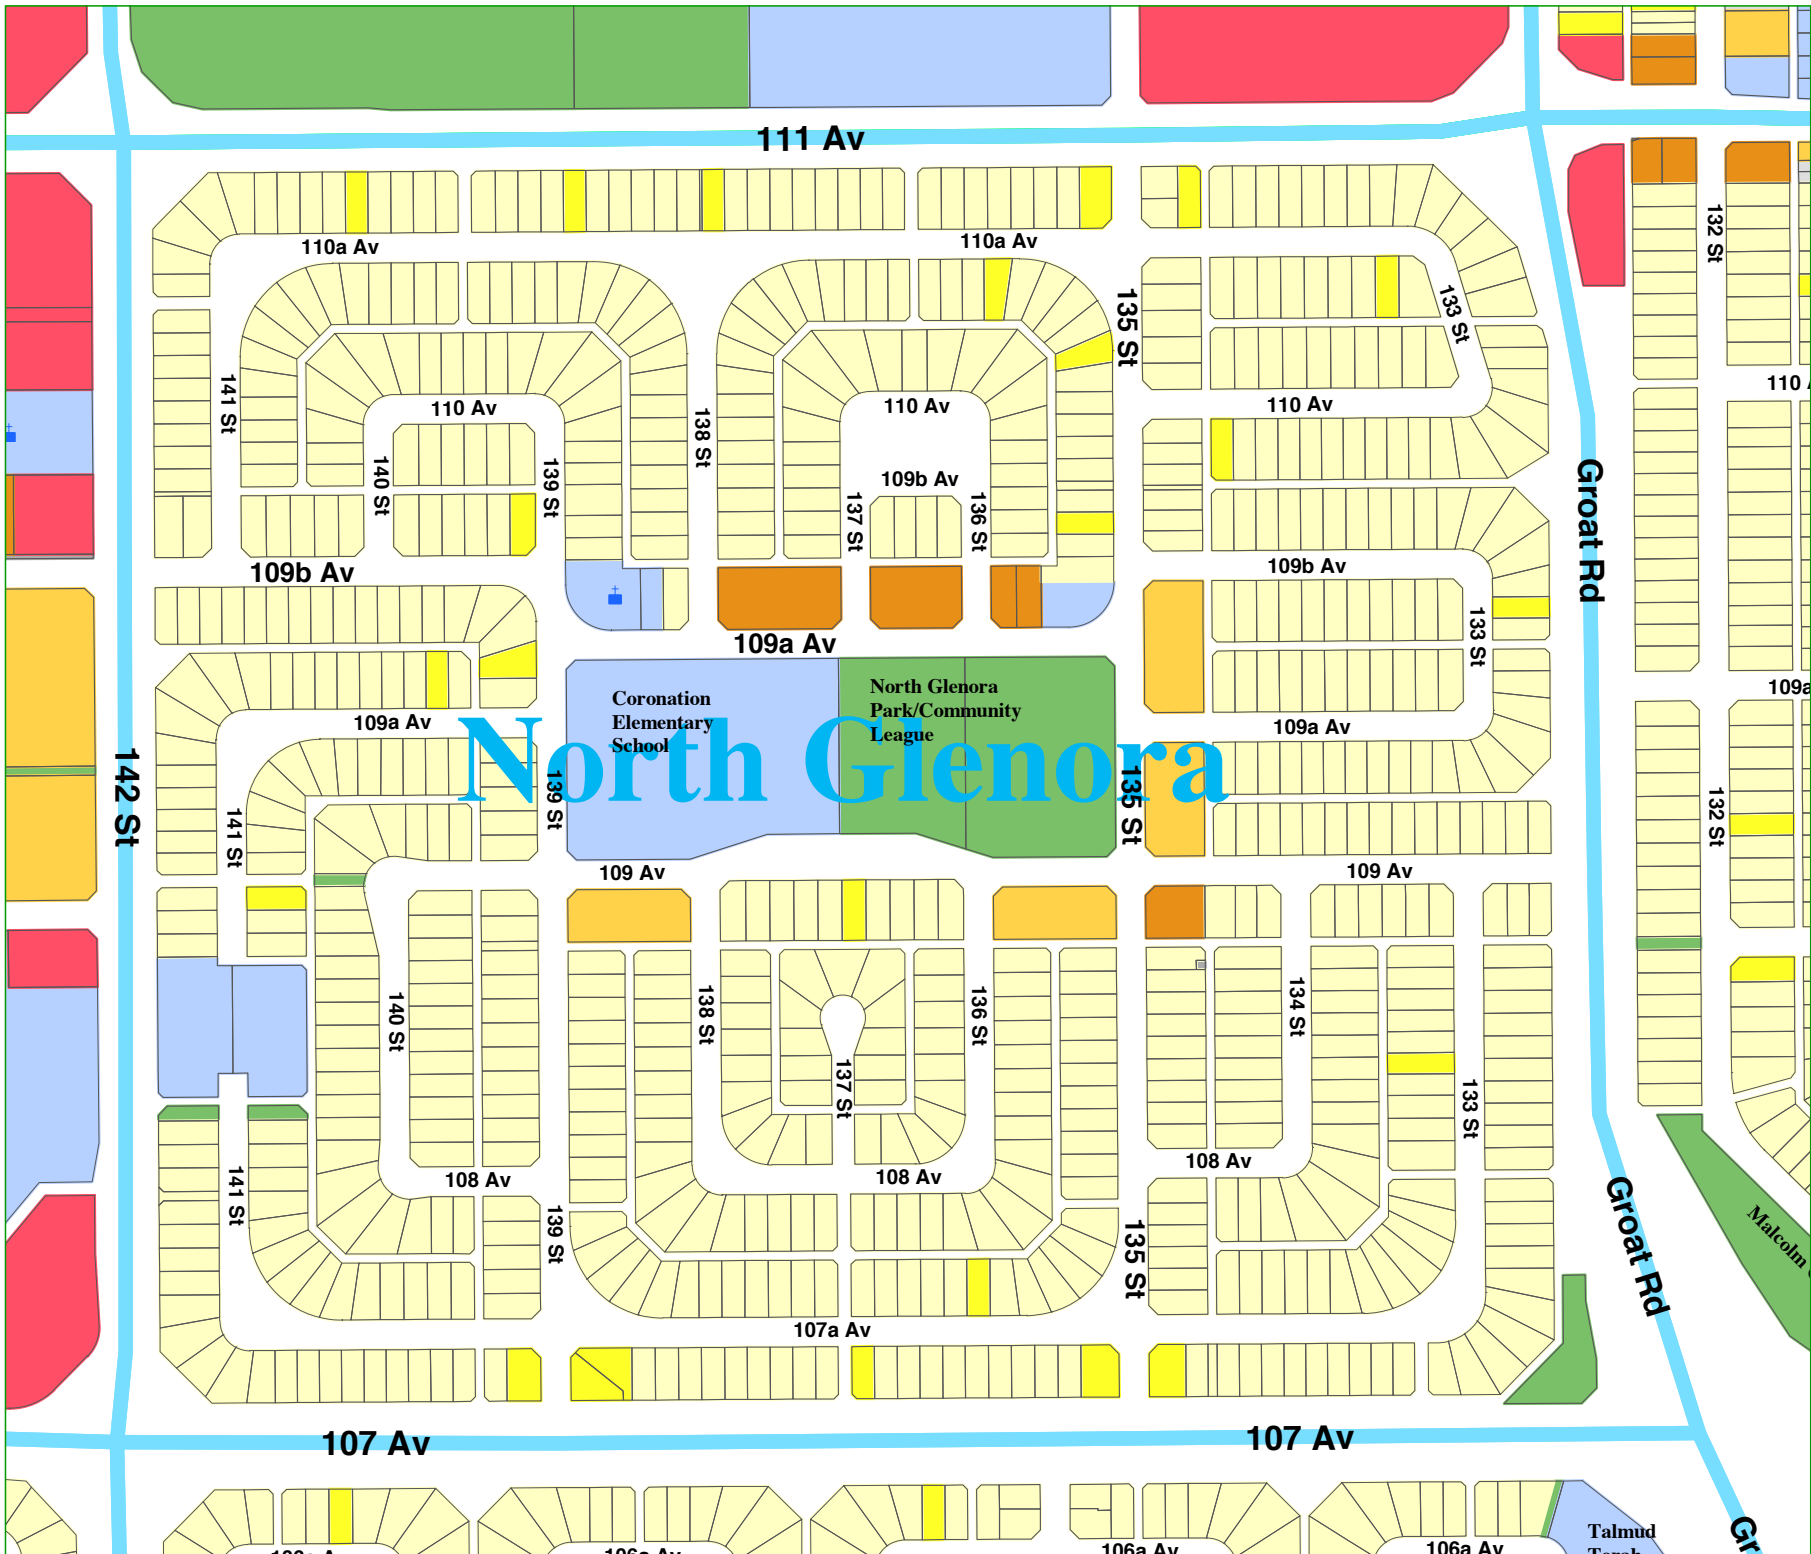 111 Av
110a Av
110a Av
132 St
135 St
133 St
141 St
110 A
110 Av
110 Av
110 Av
138 St
140 St
139 St
109b Av
137 St
136 St
Groat Rd
109b Av
109b Av
133 St
109a Av
Coronation
Elementary
School
North Glenora
Park/Community
League
109a
109a Av
109a Av
North Glenora
142 St
139 St
135 St
132 St
141 St
109 Av
109 Av
140 St
138 St
136 St
134 St
137 St
133 St
108 Av
108 Av
108 Av
141 St
139 St
135 St
Groat Rd
Malcolm
107a Av
107 Av
107 Av
Talmud
106a Av
106a Av
106a Av
Gr